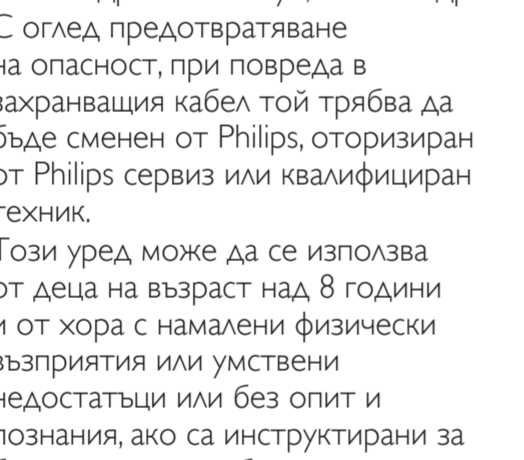 С оглед предотвратяване
на опасност, при повреда в
захранващия кабел той трябва да
бъде сменен от Philips, оторизиран
от Philips сервиз или квалифициран
техник.
Този уред може да се използва
от деца на възраст над 8 години
и от хора с намалени физически
възприятия или умствени
недостатъци или без опит и
познания, ако са инструктирани за